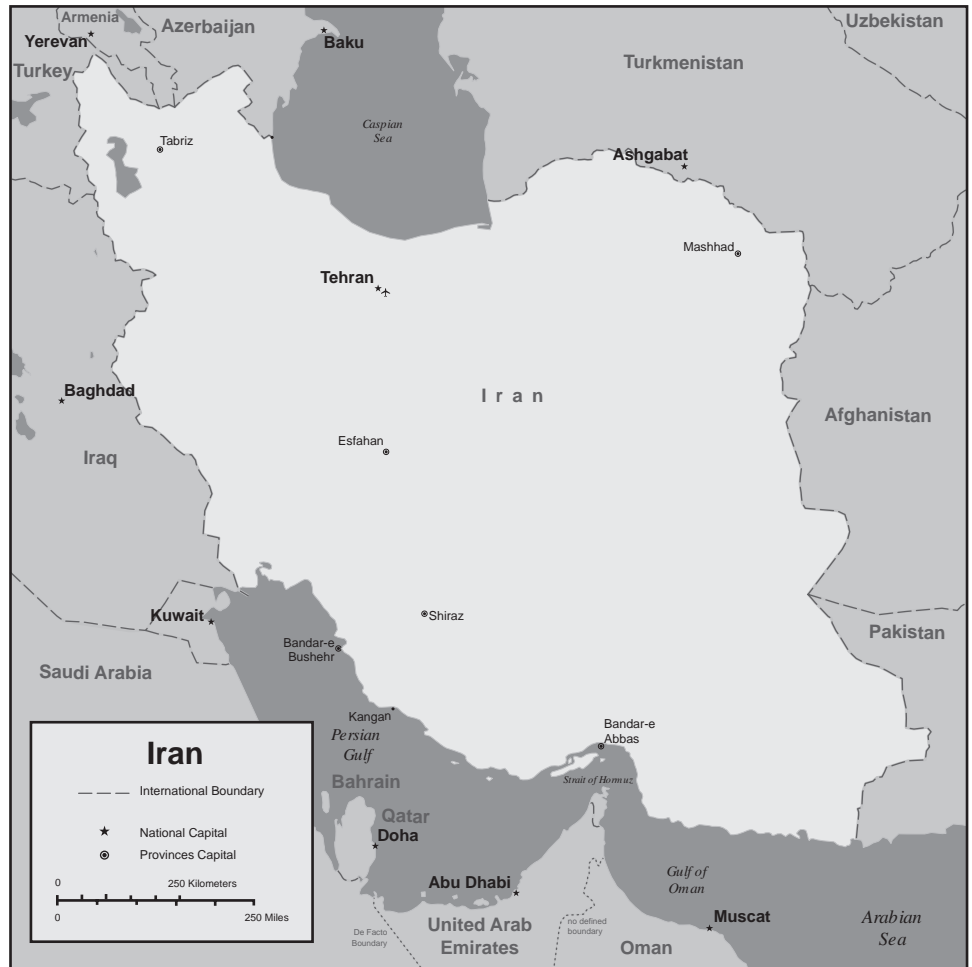 Armenia
Azerbaijan
Uzbekistan
Yerevan
Baku
Turkey
Turkmenistan
Caspian
Sea
Tabriz
Ashgabat
Mashhad
Tehran
Baghdad
I r a n
Afghanistan
Esfahan
Iraq
Kuwait
Shiraz
Pakistan
Bandar-e
Bushehr
Saudi Arabia
Kangan
Bandar-e
Abbas
Persian
Gulf
Strait of Hormuz
Bahrain
Qatar
Doha
Abu Dhabi
Gulf of
Oman
Muscat
Arabian
Sea
De Facto
Boundary
United Arab
Emirates
no defined
boundary
Oman
Iran
International Boundary
National Capital
Provinces Capital
0 250 Kilometers
0 250 Miles